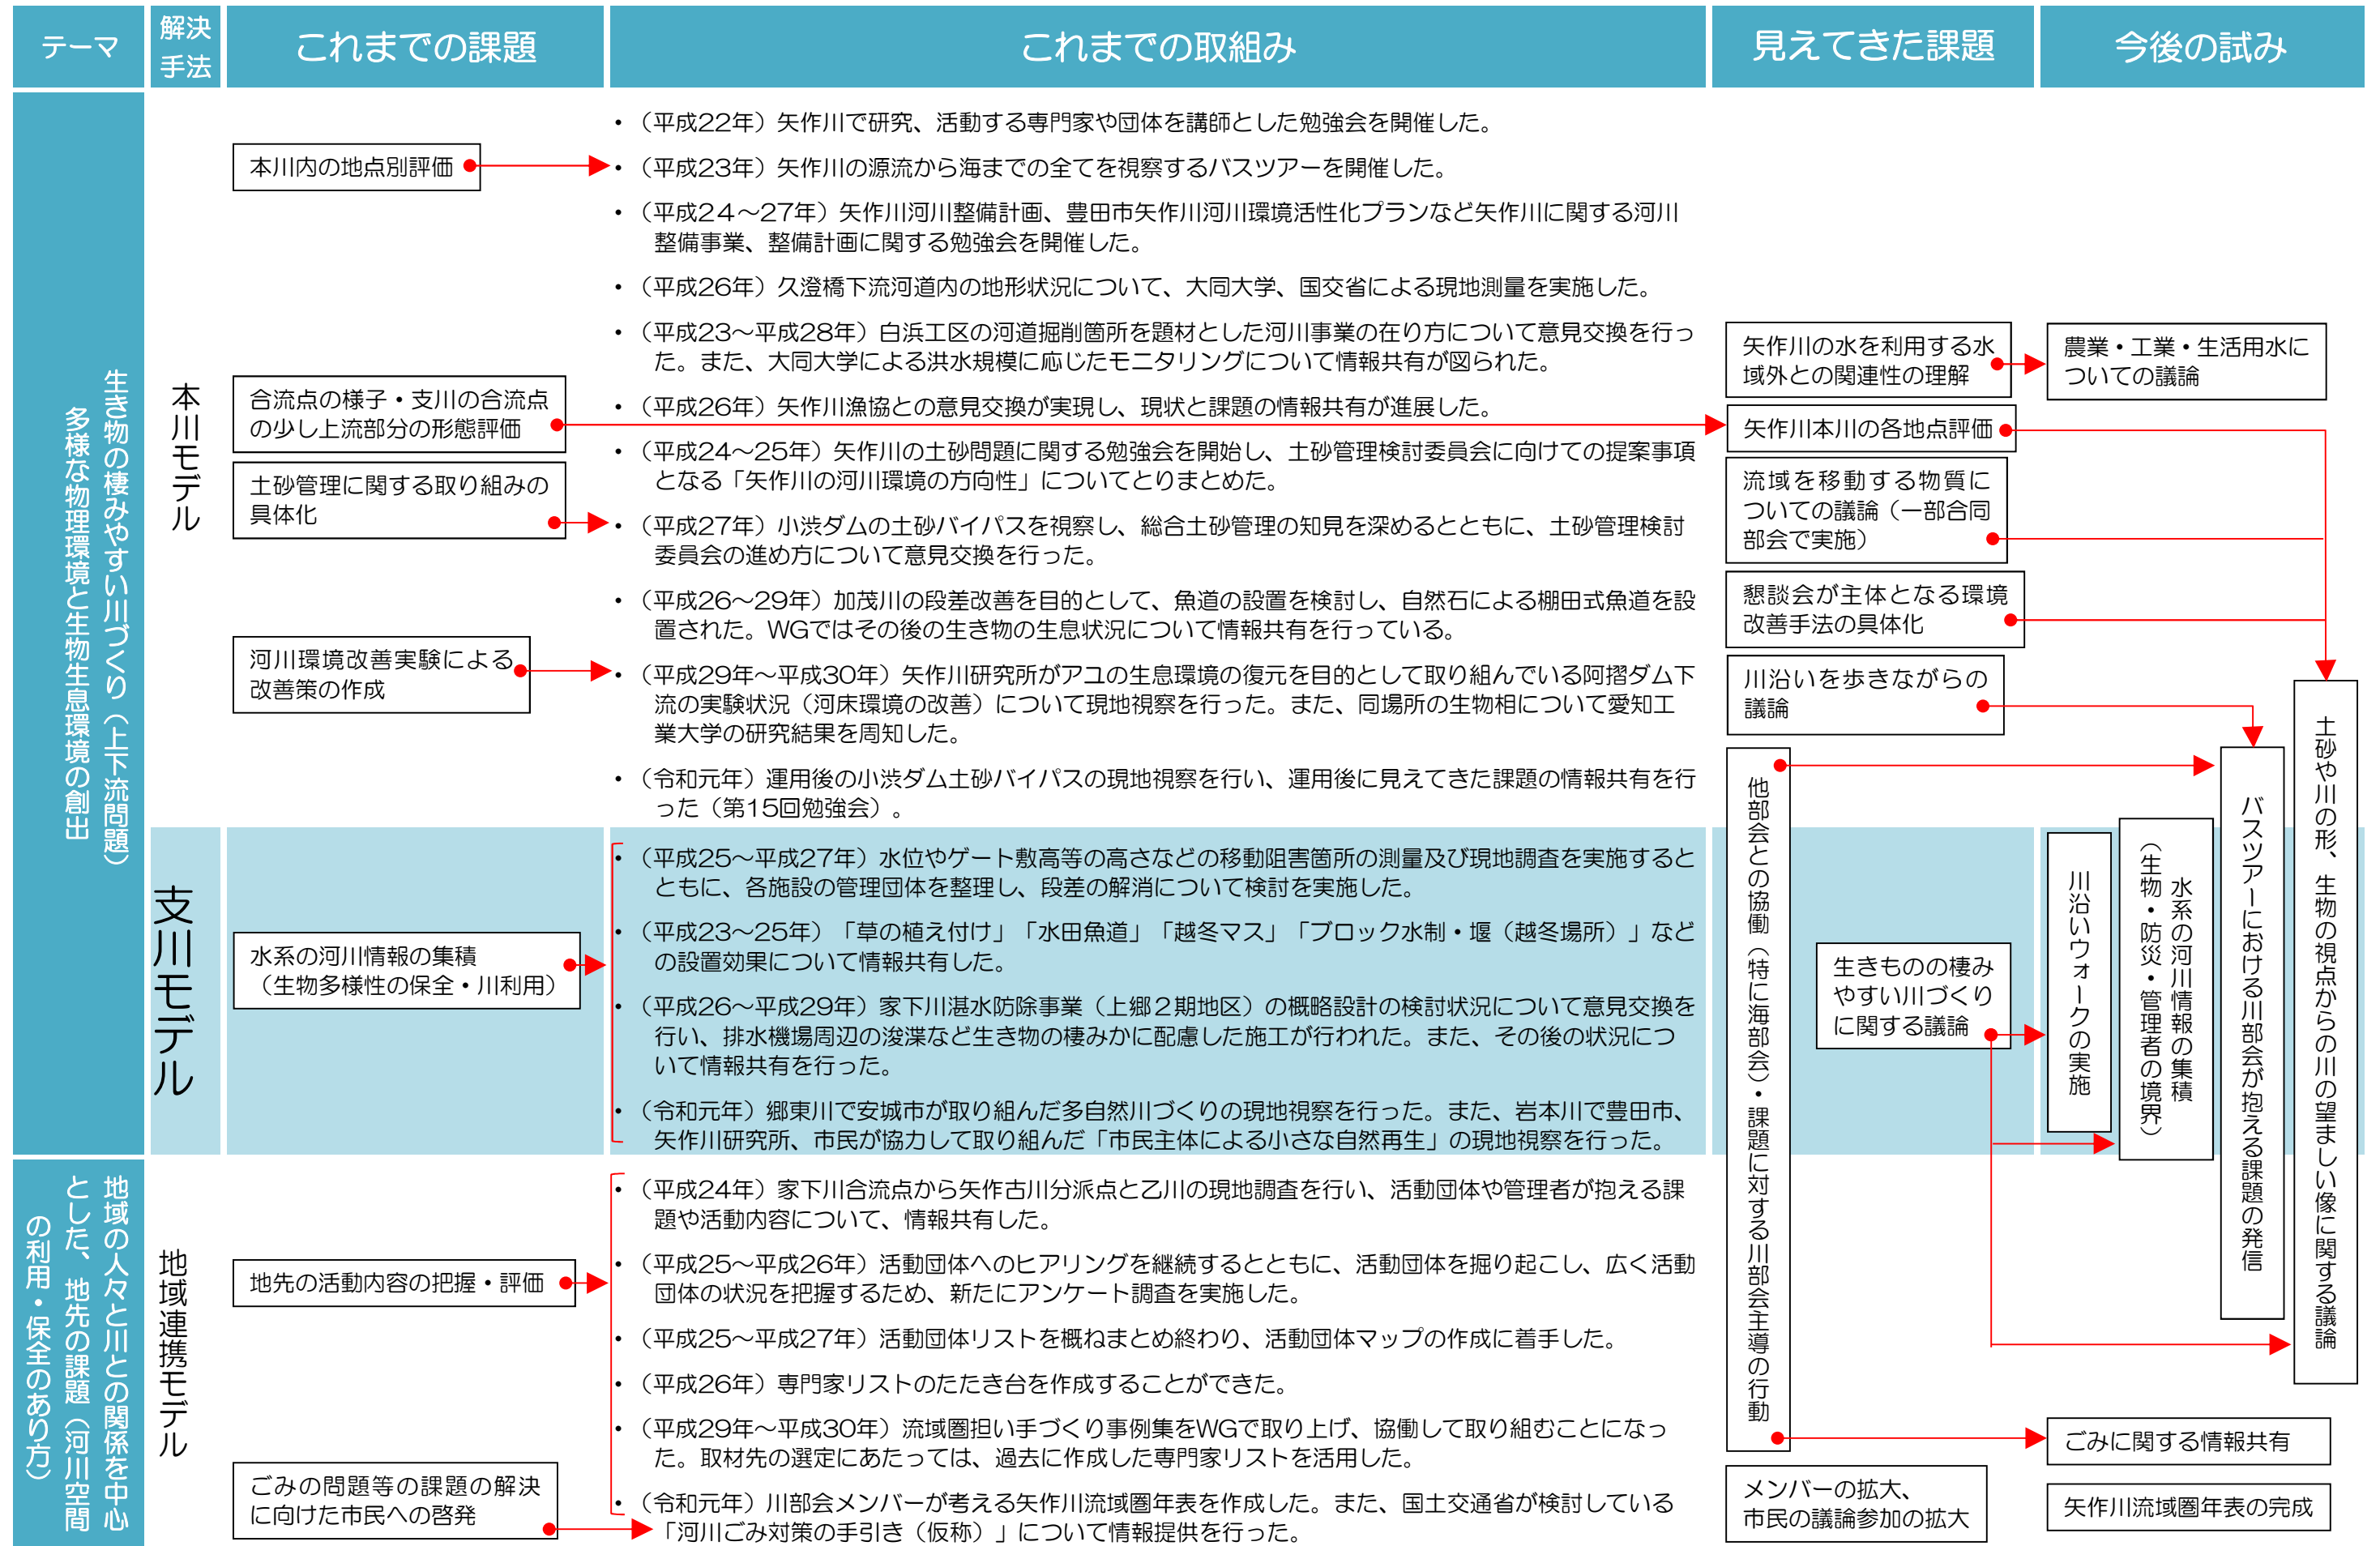 テーマ
解決
手法
これまでの課題
これまでの取組み
見えてきた課題
今後の試み
生き物の棲みやすい川づくり（上下流問題）
多様な物理環境と生物生息環境の創出
本川モデル
本川内の地点別評価
合流点の様子・支川の合流点
の少し上流部分の形態評価
土砂管理に関する取り組みの
具体化
河川環境改善実験による
改善策の作成
・（平成22年）矢作川で研究、活動する専門家や団体を講師とした勉強会を開催した。
・（平成23年）矢作川の源流から海までの全てを視察するバスツアーを開催した。
・（平成２４～27年）矢作川河川整備計画、豊田市矢作川河川環境活性化プランなど矢作川に関する河川
整備事業、整備計画に関する勉強会を開催した。
・（平成26年）久澄橋下流河道内の地形状況について、大同大学、国交省による現地測量を実施した。
・（平成23～平成28年）白浜工区の河道掘削箇所を題材とした河川事業の在り方について意見交換を行っ
た。また、大同大学による洪水規模に応じたモニタリングについて情報共有が図られた。
・（平成26年）矢作川漁協との意見交換が実現し、現状と課題の情報共有が進展した。
・（平成24～25年）矢作川の土砂問題に関する勉強会を開始し、土砂管理検討委員会に向けての提案事項
となる「矢作川の河川環境の方向性」についてとりまとめた。
・（平成27年）小渋ダムの土砂バイパスを視察し、総合土砂管理の知見を深めるとともに、土砂管理検討
委員会の進め方について意見交換を行った。
・（平成26～29年）加茂川の段差改善を目的として、魚道の設置を検討し、自然石による棚田式魚道を設
置された。WGではその後の生き物の生息状況について情報共有を行っている。
・（平成29年～平成30年）矢作川研究所がアユの生息環境の復元を目的として取り組んでいる阿摺ダム下
流の実験状況（河床環境の改善）について現地視察を行った。また、同場所の生物相について愛知工
業大学の研究結果を周知した。
・（令和元年）運用後の小渋ダム土砂バイパスの現地視察を行い、運用後に見えてきた課題の情報共有を行
った（第15回勉強会）。
支川モデル
水系の河川情報の集積
（生物多様性の保全・川利用）
・（平成25～平成27年）水位やゲート敷高等の高さなどの移動阻害箇所の測量及び現地調査を実施すると
ともに、各施設の管理団体を整理し、段差の解消について検討を実施した。
・（平成23～25年）「草の植え付け」「水田魚道」「越冬マス」「ブロック水制・堰（越冬場所）」など
の設置効果について情報共有した。
・（平成26～平成29年）家下川湛水防除事業（上郷２期地区）の概略設計の検討状況について意見交換を
行い、排水機場周辺の浚渫など生き物の棲みかに配慮した施工が行われた。また、その後の状況につ
いて情報共有を行った。
・（令和元年）郷東川で安城市が取り組んだ多自然川づくりの現地視察を行った。また、岩本川で豊田市、
矢作川研究所、市民が協力して取り組んだ「市民主体による小さな自然再生」の現地視察を行った。
地域の人々と川との関係を中心
とした、地先の課題（河川空間
の利用・保全のあり方）
地域連携モデル
地先の活動内容の把握・評価
ごみの問題等の課題の解決
に向けた市民への啓発
・（平成24年）家下川合流点から矢作古川分派点と乙川の現地調査を行い、活動団体や管理者が抱える課
題や活動内容について、情報共有した。
・（平成25～平成26年）活動団体へのヒアリングを継続するとともに、活動団体を掘り起こし、広く活動
団体の状況を把握するため、新たにアンケート調査を実施した。
・（平成25～平成27年）活動団体リストを概ねまとめ終わり、活動団体マップの作成に着手した。
・（平成26年）専門家リストのたたき台を作成することができた。
・（平成29年～平成30年）流域圏担い手づくり事例集をWGで取り上げ、協働して取り組むことになっ
た。取材先の選定にあたっては、過去に作成した専門家リストを活用した。
・（令和元年）川部会メンバーが考える矢作川流域圏年表を作成した。また、国土交通省が検討している
「河川ごみ対策の手引き（仮称）」について情報提供を行った。
矢作川の水を利用する水
域外との関連性の理解
矢作川本川の各地点評価
流域を移動する物質に
ついての議論（一部合同
部会で実施）
懇談会が主体となる環境
改善手法の具体化
川沿いを歩きながらの
議論
他部会との協働（特に海部会）・課題に対する川部会主導の行動
生きものの棲み
やすい川づくり
に関する議論
メンバーの拡大、
市民の議論参加の拡大
農業・工業・生活用水に
ついての議論
土砂や川の形、生物の視点からの川の望ましい像に関する議論
バスツアーにおける川部会が抱える課題の発信
水系の河川情報の集積
（生物・防災・管理者の境界）
川沿いウォークの実施
ごみに関する情報共有
矢作川流域圏年表の完成